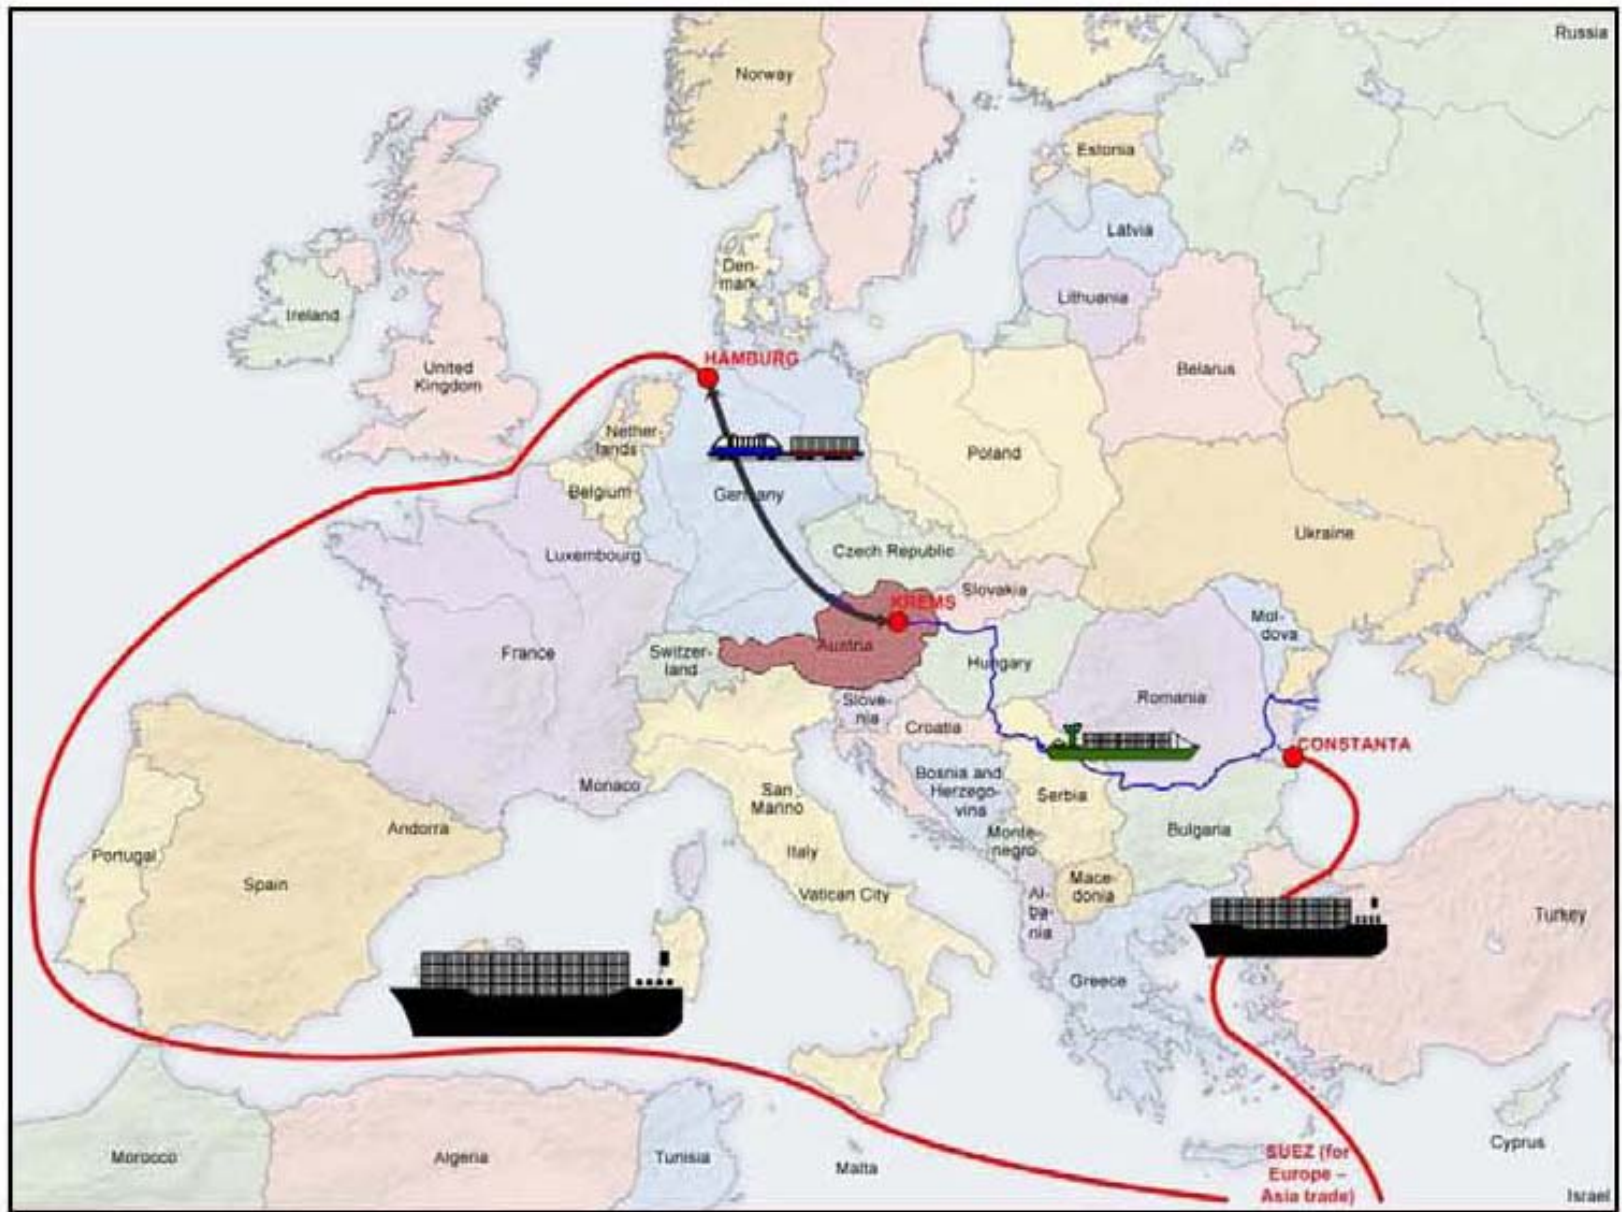 Russia
Norway
Estonia
Latvia
Den-
mark
Lithuania
Ireland
HAMBURG
United
Kingdom
Belarus
Nether-
lands
Poland
Belgium
Germany
Ukraine
Czech Republic
Luxembourg
Slovakia
KREMS
Mol-
dova
Austria
France
Switzer-
land
Hungary
Romania
Slove-
nia
Croatia
CONSTANTA
Bosnia and
Herzego-
vina
Monaco
San
Marino
Serbia
Andorra
Monte-
negro
Bulgaria
Portugal
Italy
Spain
Vatican City
Mace-
donia
Al-
ba-
nia
Turkey
Greece
Cyprus
SUEZ (for
Europe –
Asia trade)
Morocco
Algeria
Tunisia
Malta
Israel